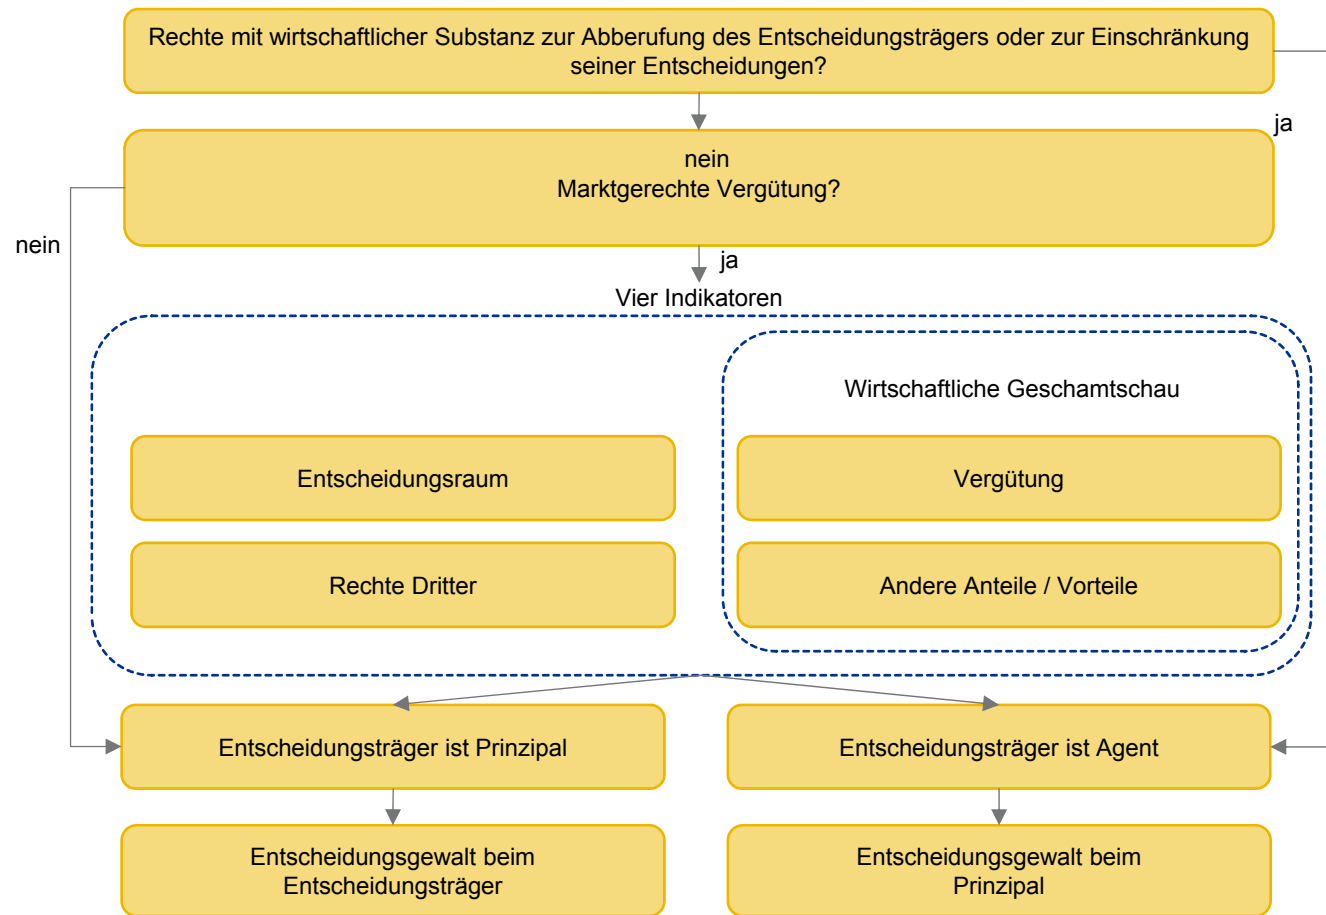 Rechte mit wirtschaftlicher Substanz zur Abberufung des Entscheidungsträgers oder zur Einschränkung
seiner Entscheidungen?
ja
nein
Marktgerechte Vergütung?
nein
ja
Vier Indikatoren
Wirtschaftliche Geschamtschau
Entscheidungsraum
Vergütung
Rechte Dritter
Andere Anteile / Vorteile
Entscheidungsträger ist Prinzipal
Entscheidungsträger ist Agent
Entscheidungsgewalt beim
Entscheidungsträger
Entscheidungsgewalt beim
Prinzipal